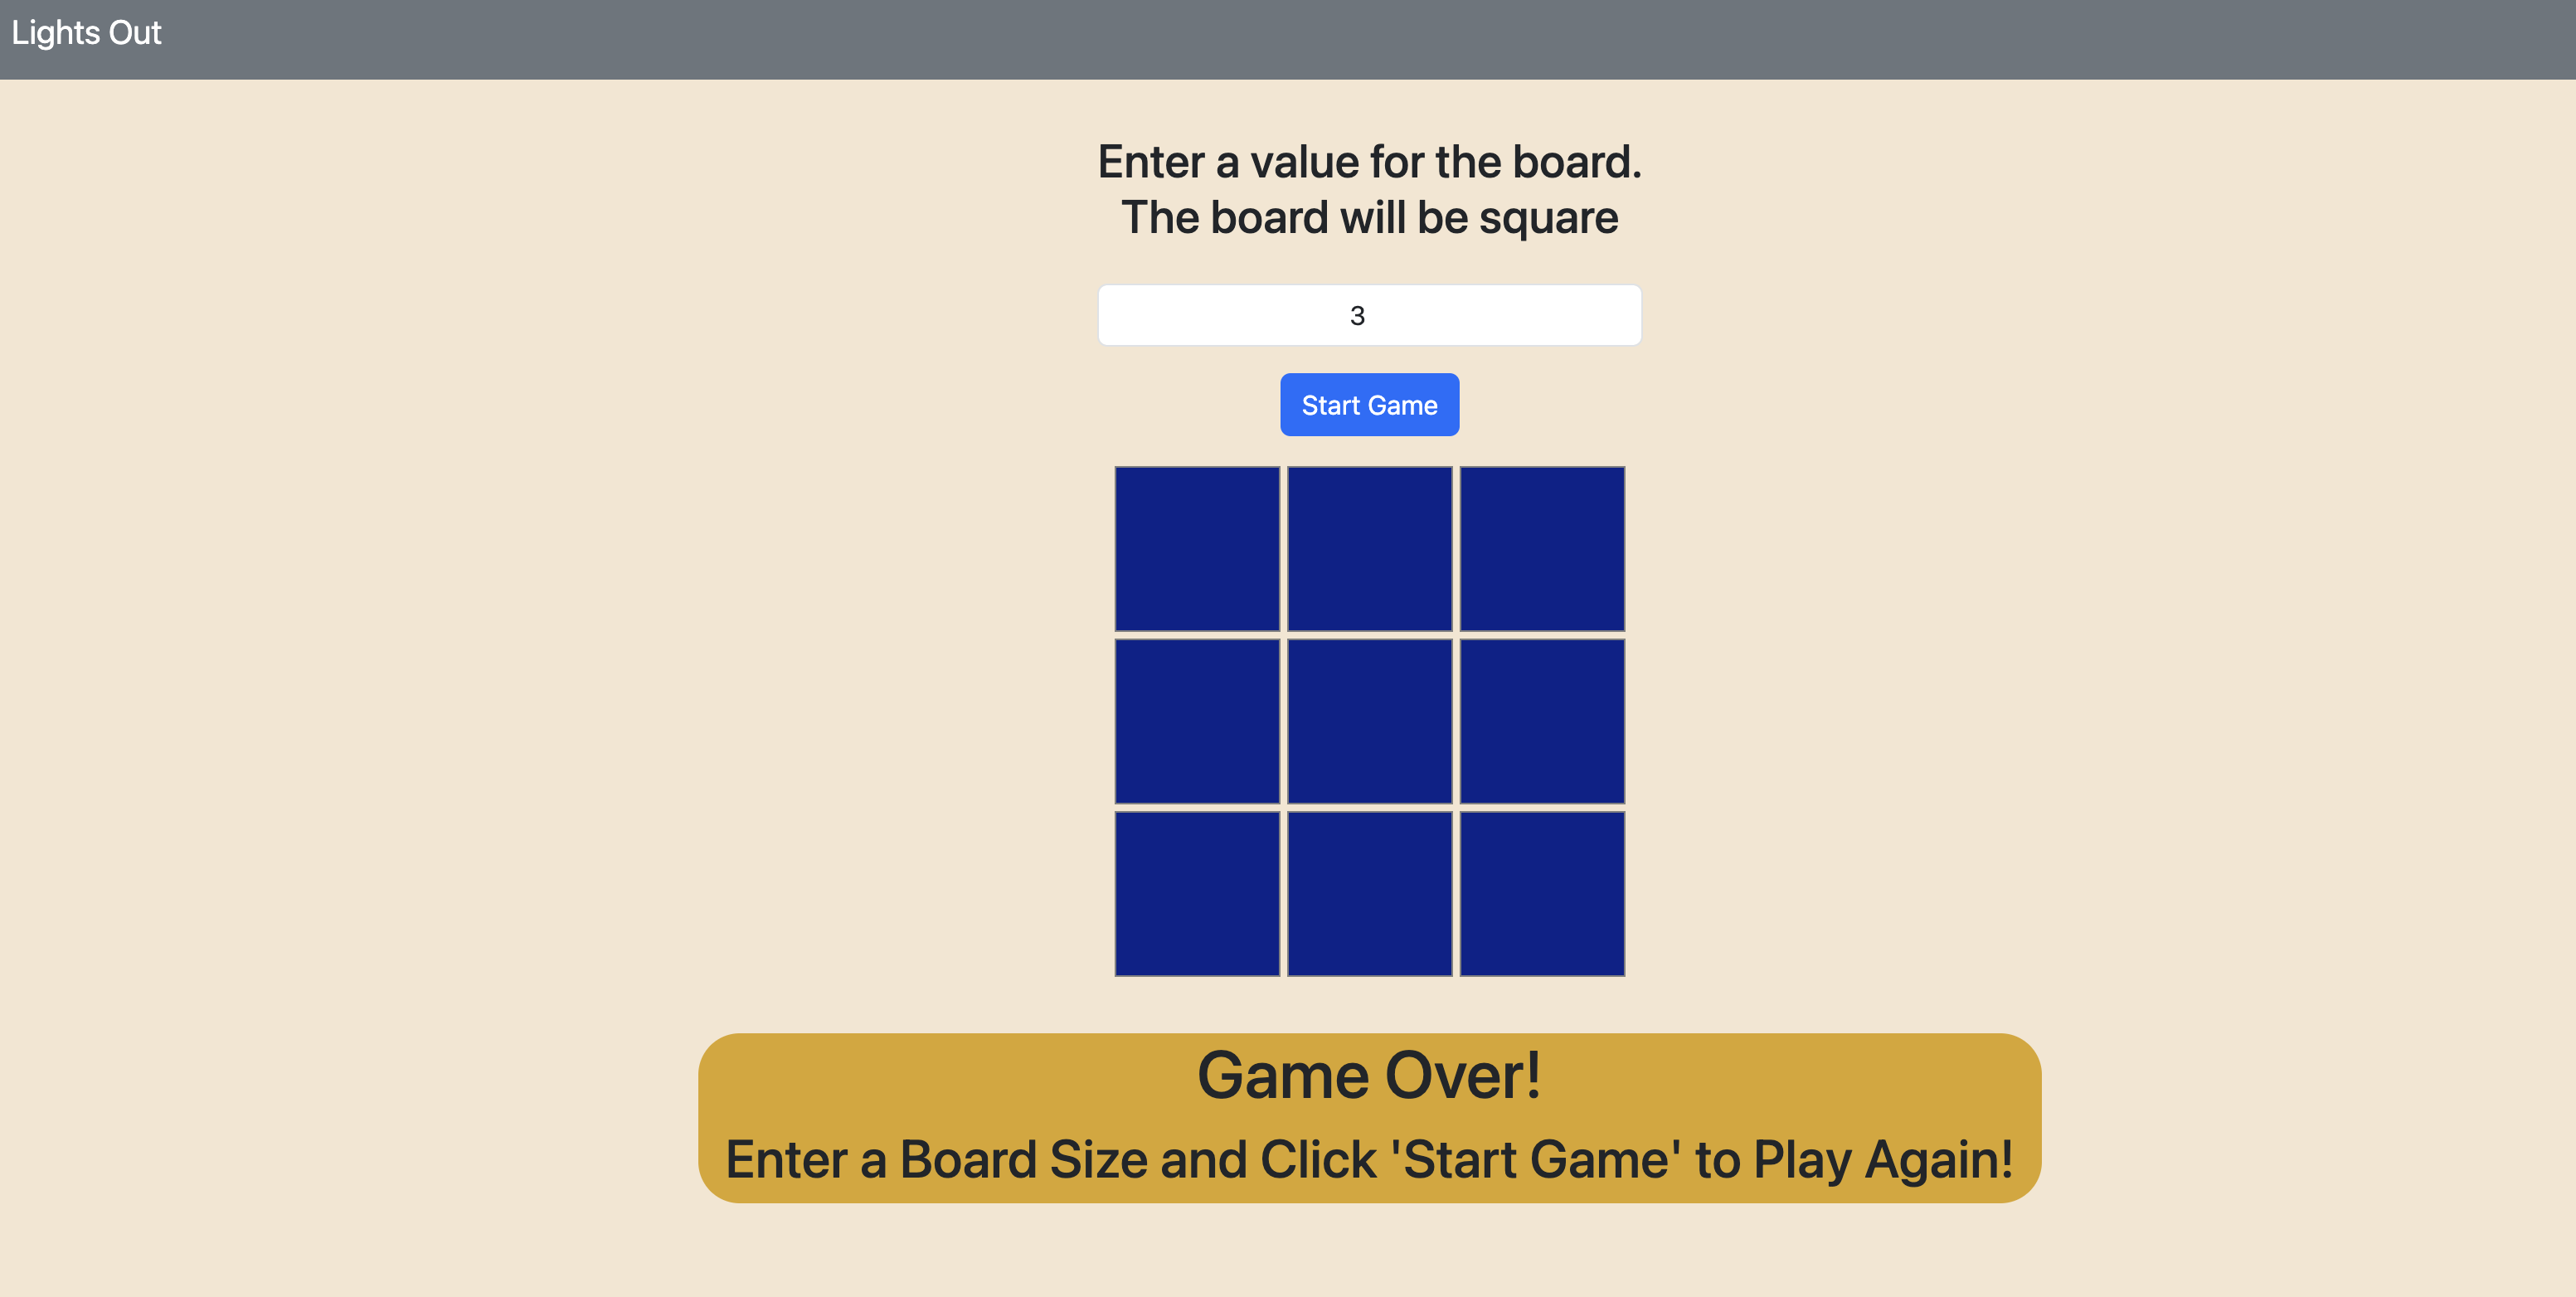 Lights Out
Enter a value for the board.
The board will be square
3
Start Game
Game Over!
Enter a Board Size and Click 'Start Game' to Play Again!